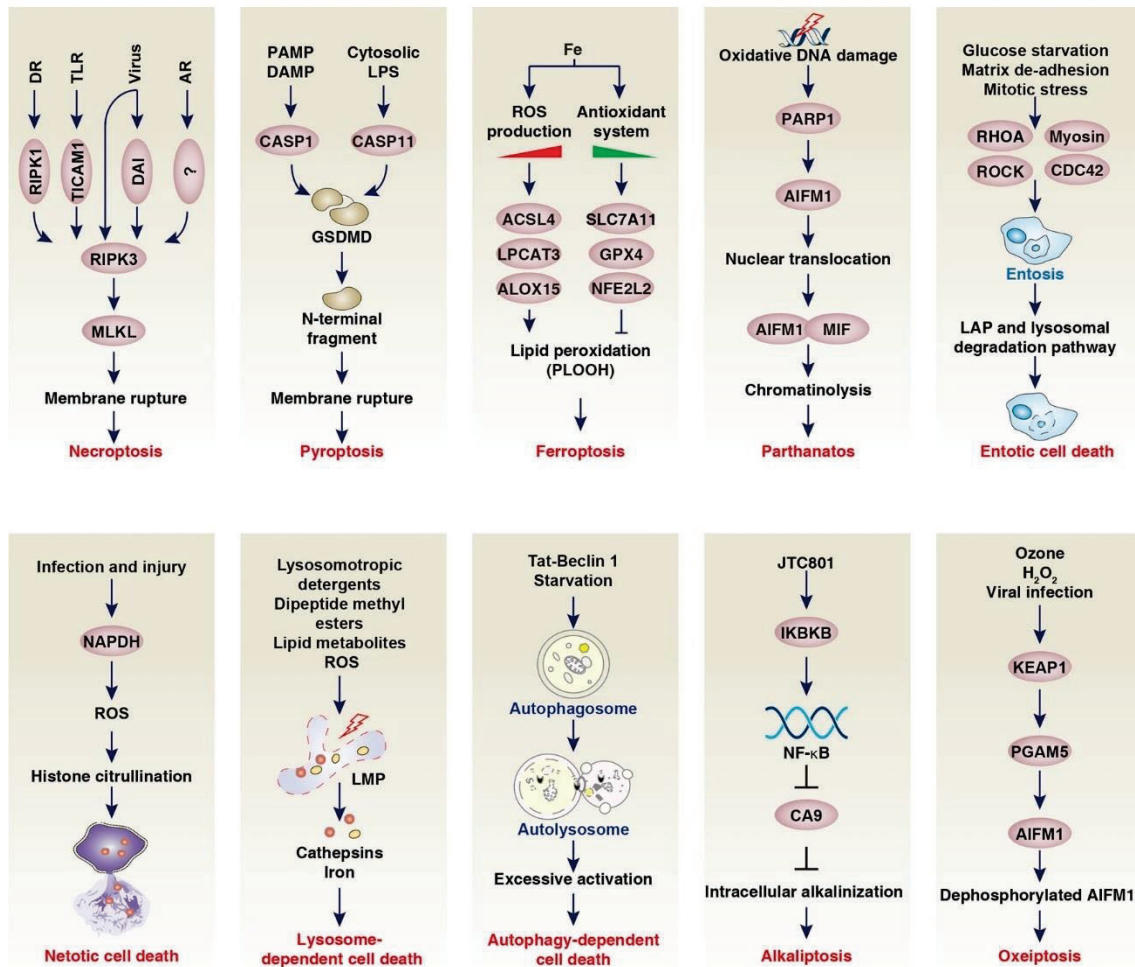 DR
TLR
Virus
AR
RIPK1
TICAM1
DAI
?
RIPK3
MLKL
Membrane rupture
Necroptosis
PAMP
DAMP
Cytosolic
LPS
CASP1
CASP11
GSDMD
N-terminal
fragment
Membrane rupture
Pyroptosis
Fe
ROS
production
Antioxidant
system
ACSL4
SLC7A11
LPCAT3
GPX4
ALOX15
NFE2L2
Lipid peroxidation
(PLOOH)
Ferroptosis
Oxidative DNA damage
PARP1
AIFM1
Nuclear translocation
AIFM1 MIF
Chromatinolysis
Parthanatos
Glucose starvation
Matrix de-adhesion
Mitotic stress
RHOA
Myosin
ROCK
CDC42
Entosis
LAP and lysosomal
degradation pathway
Entotic cell death
Infection and injury
NAPDH
ROS
Histone citrullination
Netotic cell death
Lysosomotropic
detergents
Dipeptide methyl
esters
Lipid metabolites
ROS
LMP
Cathepsins
Iron
Lysosome-
dependent cell death
Tat-Beclin 1
Starvation
Autophagosome
Autolysosome
Excessive activation
Autophagy-dependent
cell death
JTC801
IKBKB
NF-κB
CA9
Intracellular alkalinization
Alkaliptosis
Ozone
H₂O₂
Viral infection
KEAP1
PGAM5
AIFM1
Dephosphorylated AIFM1
Oxeiptosis